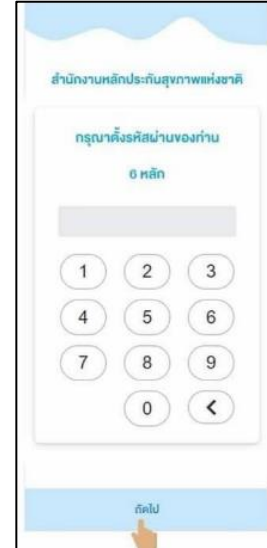 สำนักงานหลักประกันสุขภาพแห่งชาติ
กรุณาตั้งรหัสผ่านของท่าน
6 หลัก
1 2 3
4 5 6
7 8 9
0 <
ถัดไป